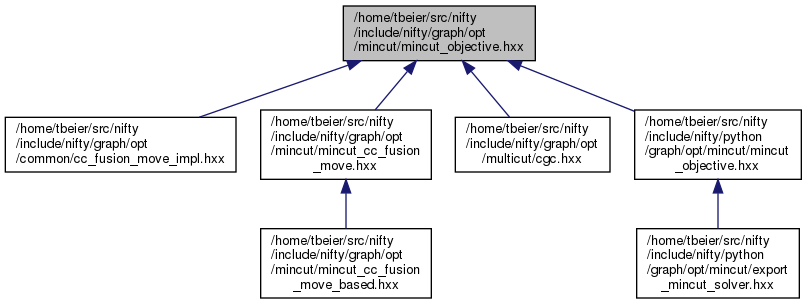 /home/tbeier/src/nifty
/include/nifty/graph/opt
/mincut/mincut_objective.hxx
/home/tbeier/src/nifty
/include/nifty/graph/opt
/common/cc_fusion_move_impl.hxx
/home/tbeier/src/nifty
/include/nifty/graph/opt
/mincut/mincut_cc_fusion
_move.hxx
/home/tbeier/src/nifty
/include/nifty/graph/opt
/multicut/cgc.hxx
/home/tbeier/src/nifty
/include/nifty/python
/graph/opt/mincut/mincut
_objective.hxx
/home/tbeier/src/nifty
/include/nifty/graph/opt
/mincut/mincut_cc_fusion
_move_based.hxx
/home/tbeier/src/nifty
/include/nifty/python
/graph/opt/mincut/export
_mincut_solver.hxx